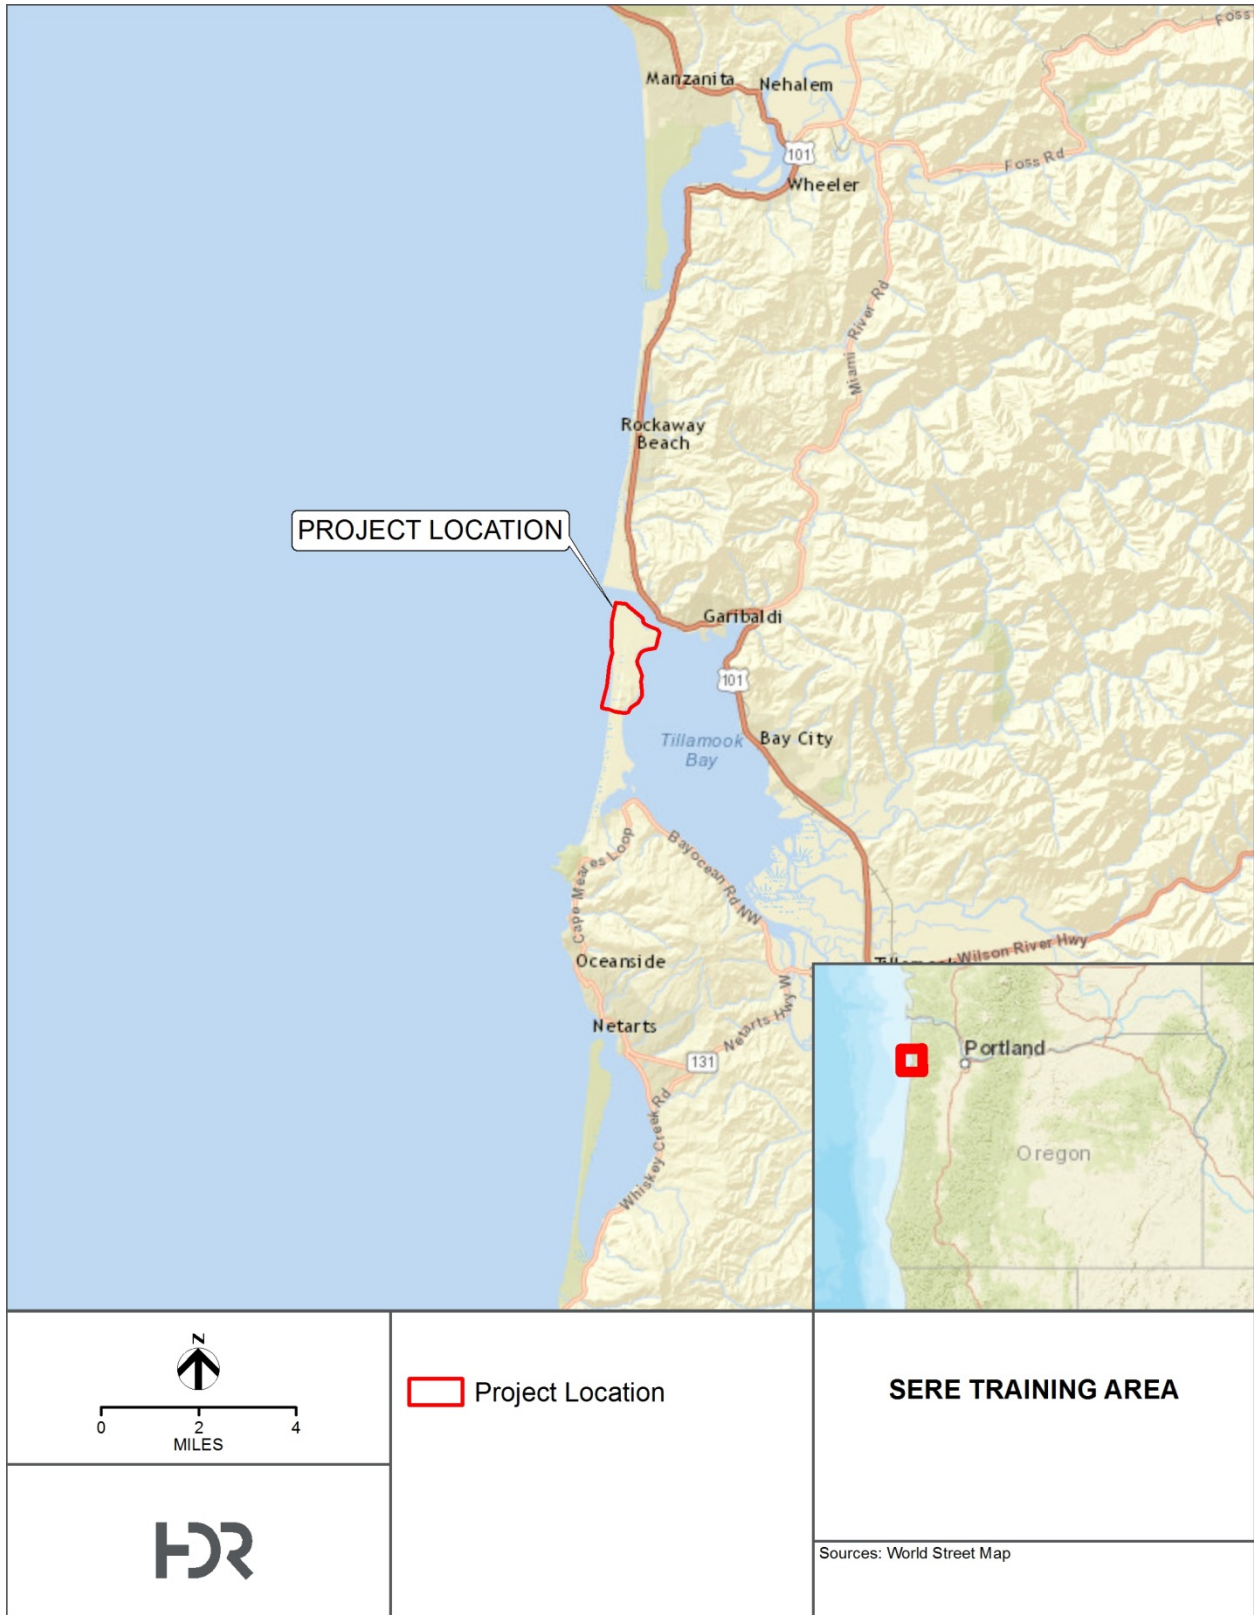 Foss
Manzanita
Nehalem
101
Foss Rd
Wheeler
Miami River Rd
Rockaway
Beach
PROJECT LOCATION
Garibaldi
101
Tillamook
Bay
Bay City
Cape Meares Loop
Bayocean Rd NW
Oceanside
Wilson River Hwy
Netarts
Netarts Hwy W
131
Whiskey Creek Rd
Portland
Oregon
N
0 2 4
MILES
Project Location
SERE TRAINING AREA
HDR
Sources: World Street Map